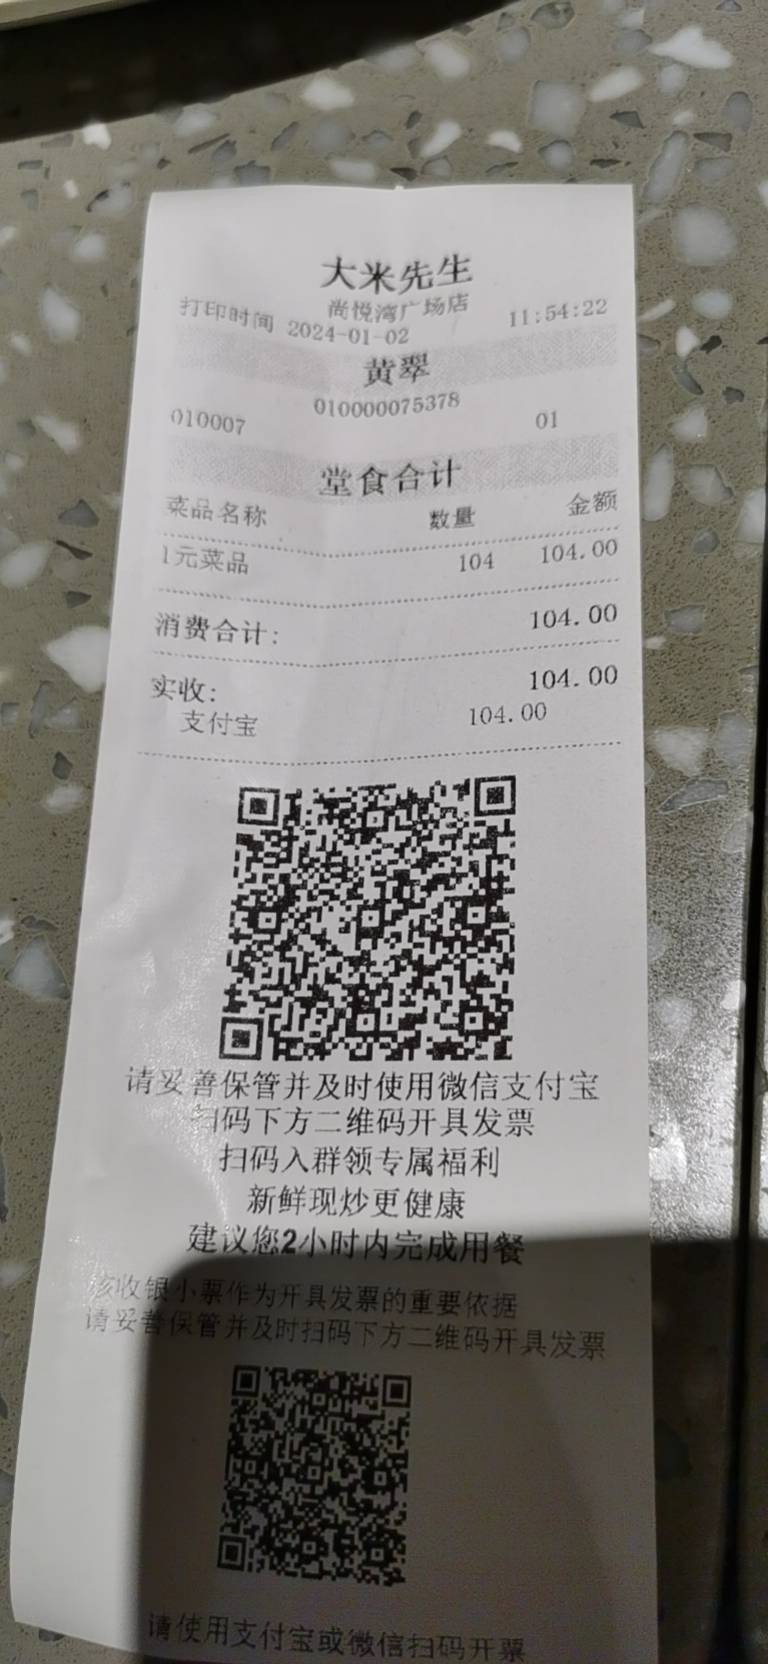 大米先生
尚悦湾广场店
打印时间 2024-01-02 11:54:22
黄翠
010000075378
010007 01
堂食合计
菜品名称 数量 金额
1元菜品 104 104.00
消费合计: 104.00
实收: 104.00
支付宝 104.00
请妥善保管并及时使用微信支付宝
扫码下方二维码开具发票
扫码入群领专属福利
新鲜现炒更健康
建议您2小时内完成用餐
该收银小票作为开具发票的重要依据
请妥善保管并及时扫码下方二维码开具发票
请使用支付宝或微信扫码开票